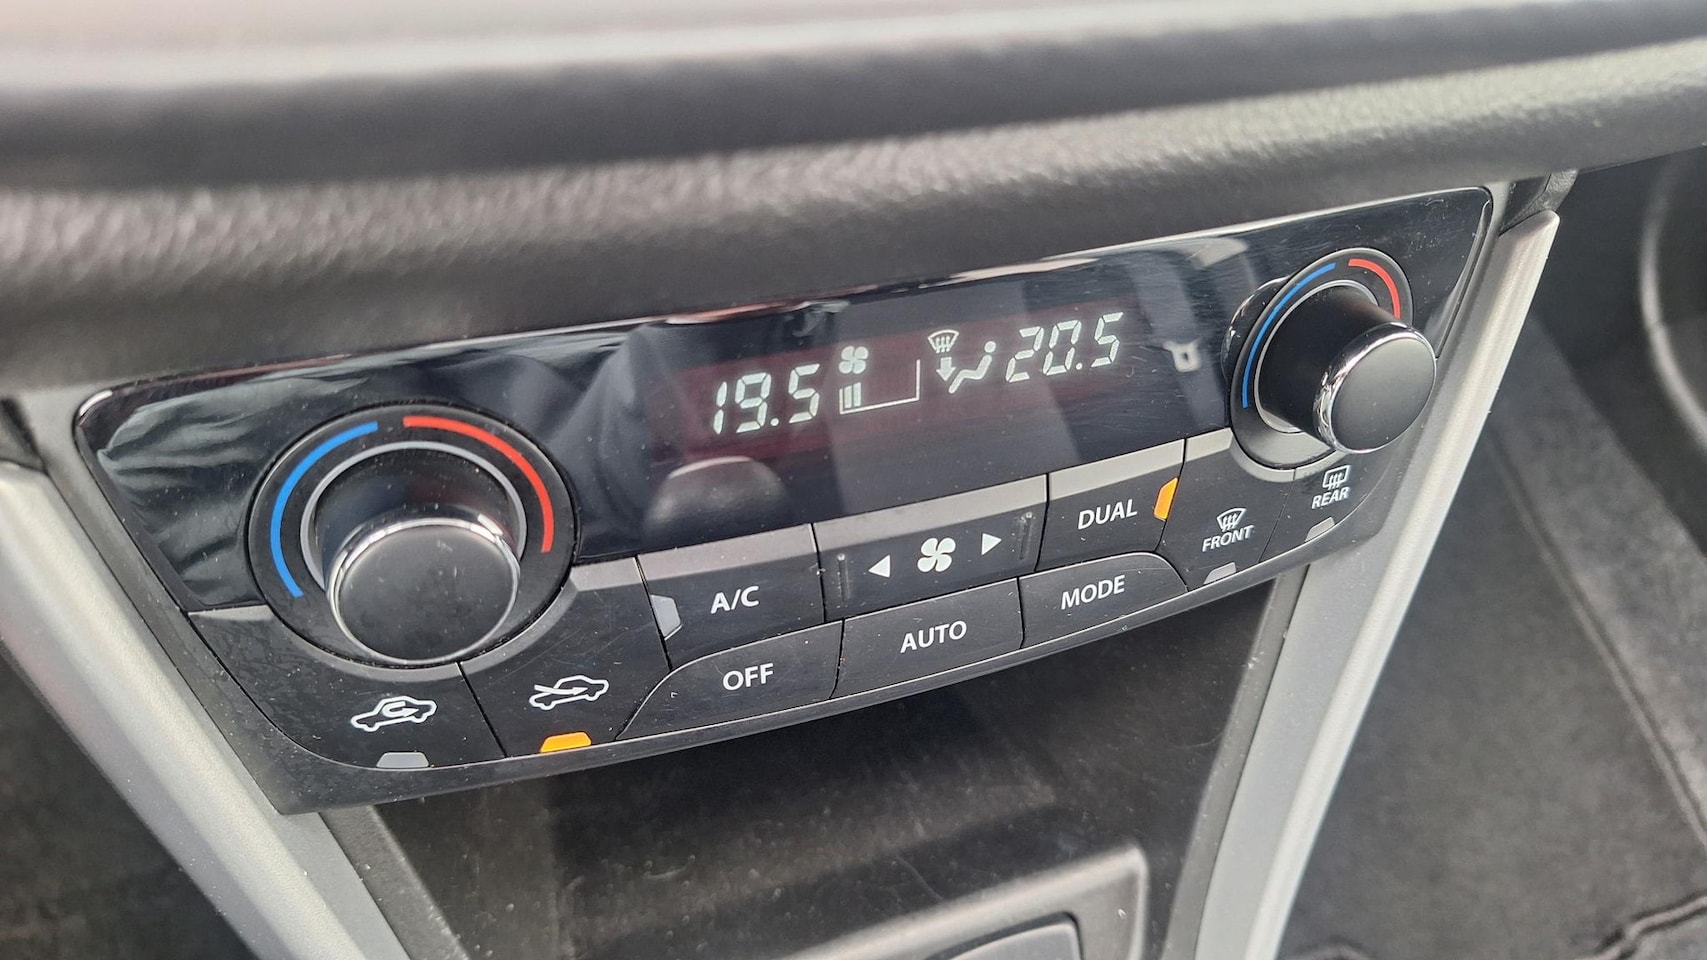 19.5 20.5
A/C
DUAL
FRONT
REAR
OFF
AUTO
MODE